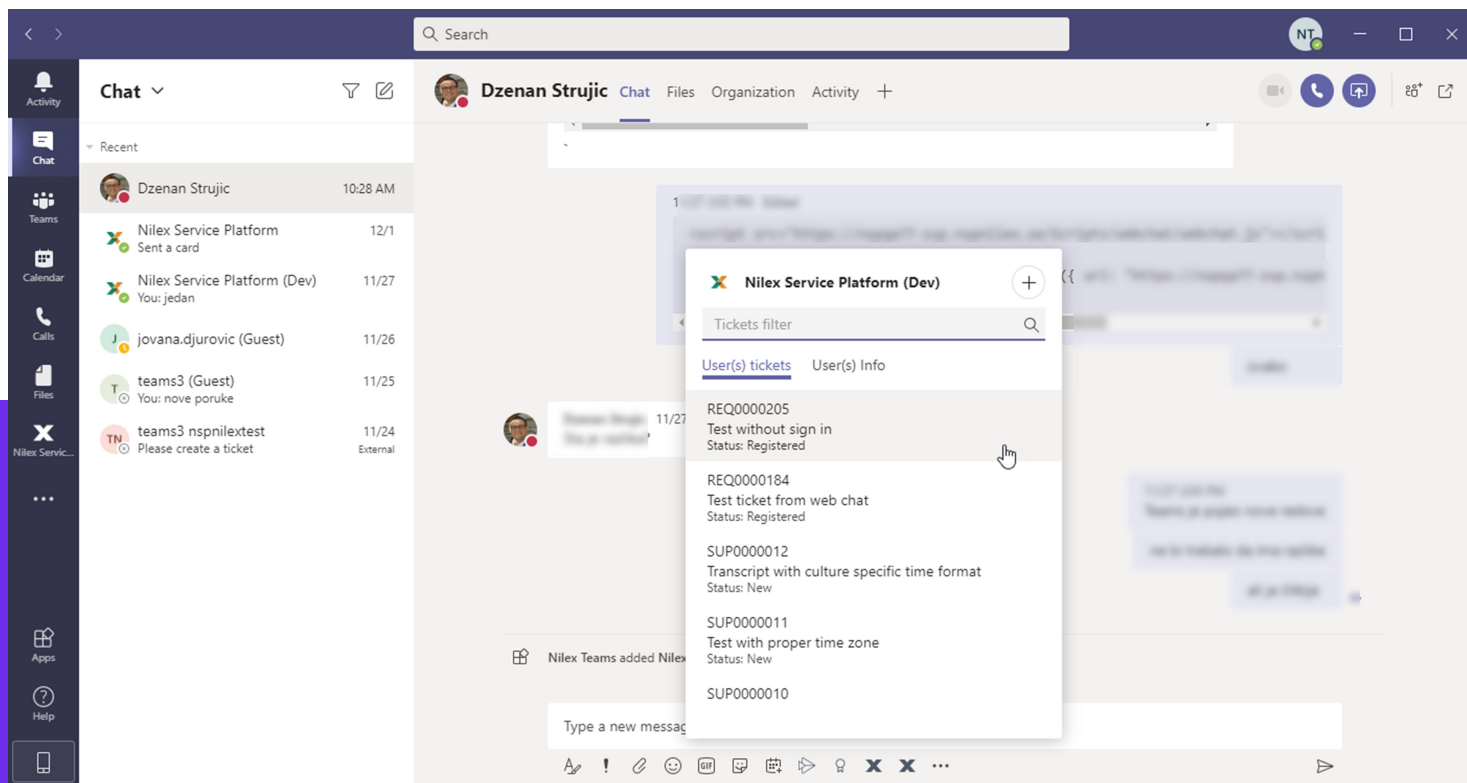 Search
NT
Activity
Chat
Teams
Calendar
Calls
Files
Nilex Servic...
Apps
Help
Chat
Recent
Dzenan Strujic 10:28 AM
Nilex Service Platform 12/1
Sent a card
Nilex Service Platform (Dev) 11/27
You: jedan
J
jovana.djurovic (Guest) 11/26
T
teams3 (Guest) 11/25
You: nove poruke
TN
teams3 nspnilextest 11/24
Please create a ticket External
Dzenan Strujic Chat Files Organization Activity
11/27
Nilex Teams added Nilex
Type a new messag
GIF
Nilex Service Platform (Dev)
Tickets filter
User(s) tickets User(s) Info
REQ0000205
Test without sign in
Status: Registered
REQ0000184
Test ticket from web chat
Status: Registered
SUP0000012
Transcript with culture specific time format
Status: New
SUP0000011
Test with proper time zone
Status: New
SUP0000010